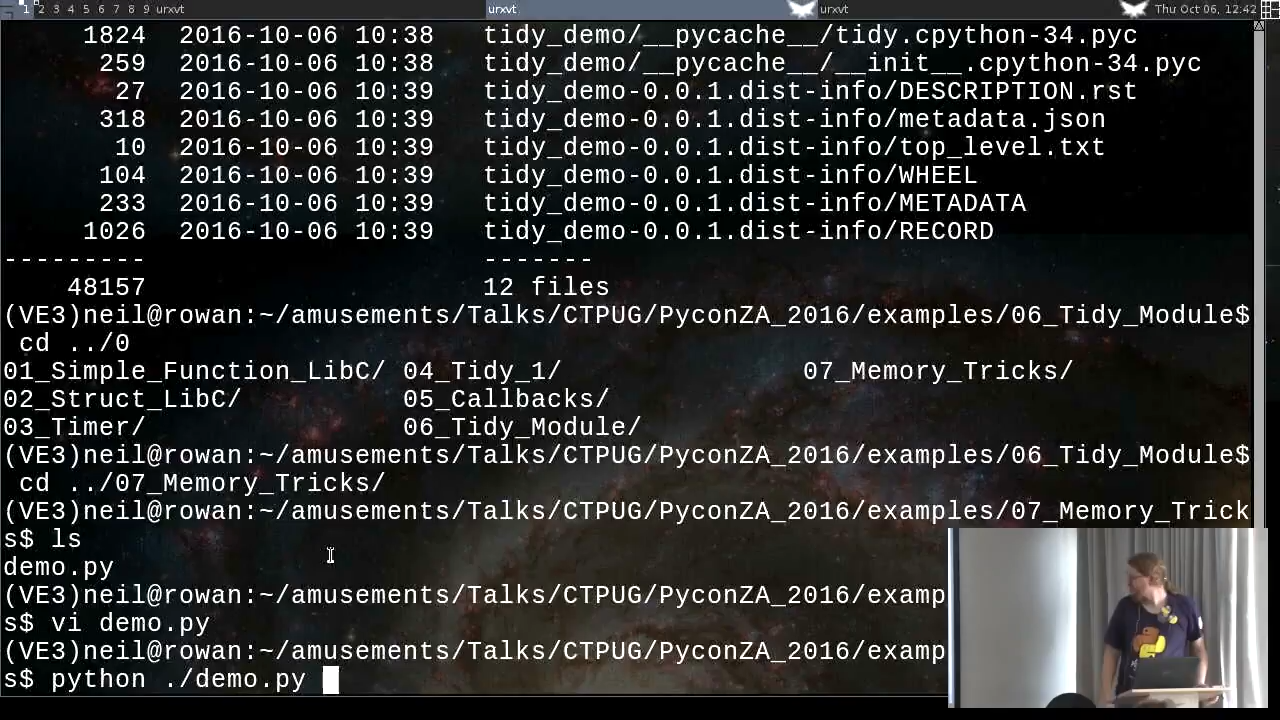 1 2 3 4 5 6 7 8 9 urxvt urxvt urxvt Thu Oct 06, 12:42
1824 2016-10-06 10:38 tidy_demo/__pycache__/tidy.cpython-34.pyc
259 2016-10-06 10:38 tidy_demo/__pycache__/__init__.cpython-34.pyc
27 2016-10-06 10:39 tidy_demo-0.0.1.dist-info/DESCRIPTION.rst
318 2016-10-06 10:39 tidy_demo-0.0.1.dist-info/metadata.json
10 2016-10-06 10:39 tidy_demo-0.0.1.dist-info/top_level.txt
104 2016-10-06 10:39 tidy_demo-0.0.1.dist-info/WHEEL
233 2016-10-06 10:39 tidy_demo-0.0.1.dist-info/METADATA
1026 2016-10-06 10:39 tidy_demo-0.0.1.dist-info/RECORD
--------- -------
48157 12 files
(VE3)neil@rowan:~/amusements/Talks/CTPUG/PyconZA_2016/examples/06_Tidy_Module$
cd ../0
01_Simple_Function_LibC/ 04_Tidy_1/ 07_Memory_Tricks/
02_Struct_LibC/ 05_Callbacks/
03_Timer/ 06_Tidy_Module/
(VE3)neil@rowan:~/amusements/Talks/CTPUG/PyconZA_2016/examples/06_Tidy_Module$
cd ../07_Memory_Tricks/
(VE3)neil@rowan:~/amusements/Talks/CTPUG/PyconZA_2016/examples/07_Memory_Trick
s$ ls
demo.py
(VE3)neil@rowan:~/amusements/Talks/CTPUG/PyconZA_2016/examp
s$ vi demo.py
(VE3)neil@rowan:~/amusements/Talks/CTPUG/PyconZA_2016/examp
s$ python ./demo.py